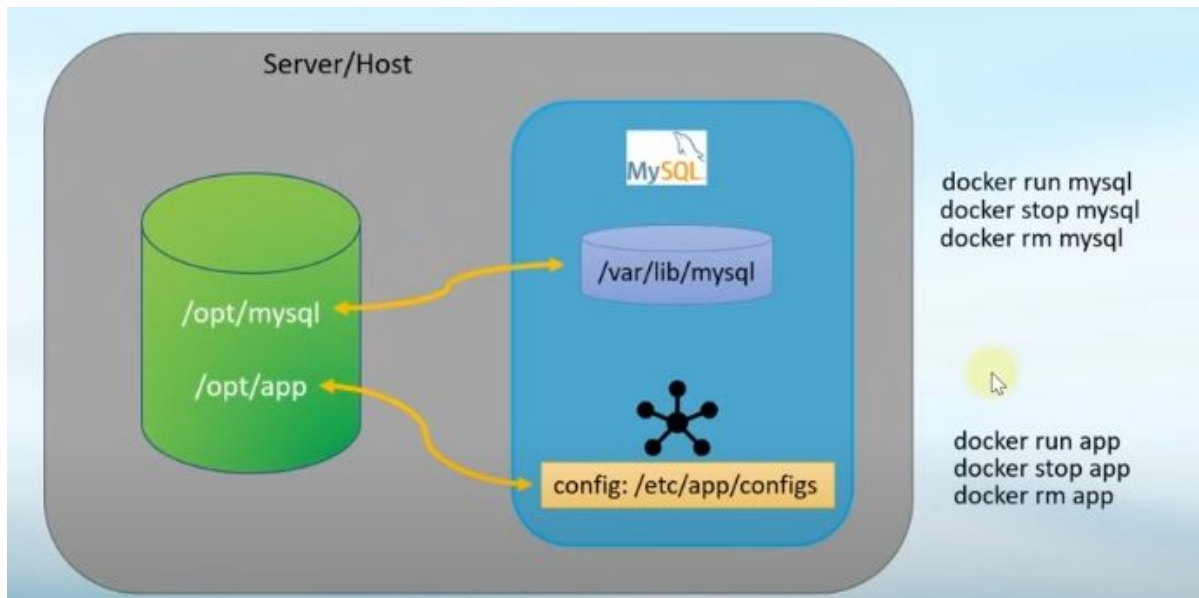 Server/Host
MySQL
/var/lib/mysql
/opt/mysql
/opt/app
config: /etc/app/configs
docker run mysql
docker stop mysql
docker rm mysql
docker run app
docker stop app
docker rm app